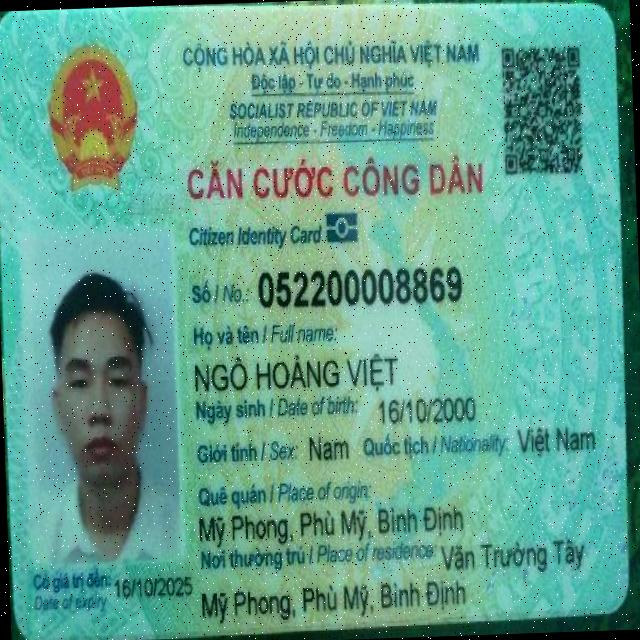 CỘNG HÒA XÃ HỘI CHỦ NGHĨA VIỆT NAM
Độc lập - Tự do - Hạnh phúc
SOCIALIST REPUBLIC OF VIET NAM
Independence - Freedom - Happiness
CĂN CƯỚC CÔNG DÂN
Citizen Identity Card
Số / No.: 052200008869
Họ và tên / Full name:
NGÔ HOÀNG VIỆT
Ngày sinh / Date of birth: 16/10/2000
Giới tính / Sex: Nam Quốc tịch / Nationality: Việt Nam
Quê quán / Place of origin:
Mỹ Phong, Phù Mỹ, Bình Định
Nơi thường trú / Place of residence: Văn Trường Tây
Mỹ Phong, Phù Mỹ, Bình Định
Có giá trị đến: 16/10/2025
Date of expiry